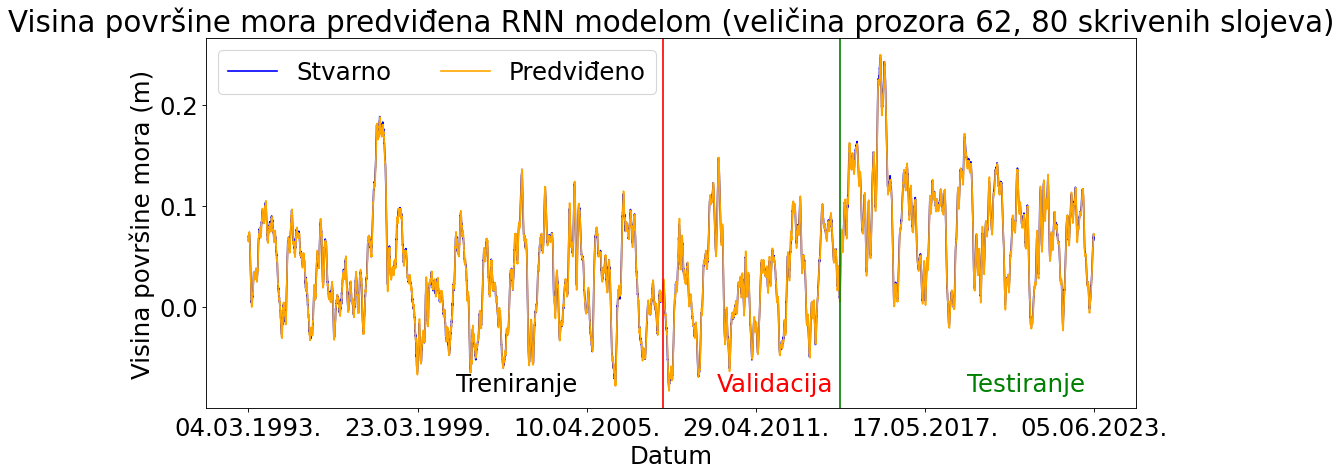 Visina površine mora predviđena RNN modelom (veličina prozora 62, 80 skrivenih slojeva)
Stvarno
Predviđeno
Visina površine mora (m)
0.2
0.1
0.0
Treniranje
Validacija
Testiranje
04.03.1993.
23.03.1999.
10.04.2005.
29.04.2011.
17.05.2017.
05.06.2023.
Datum